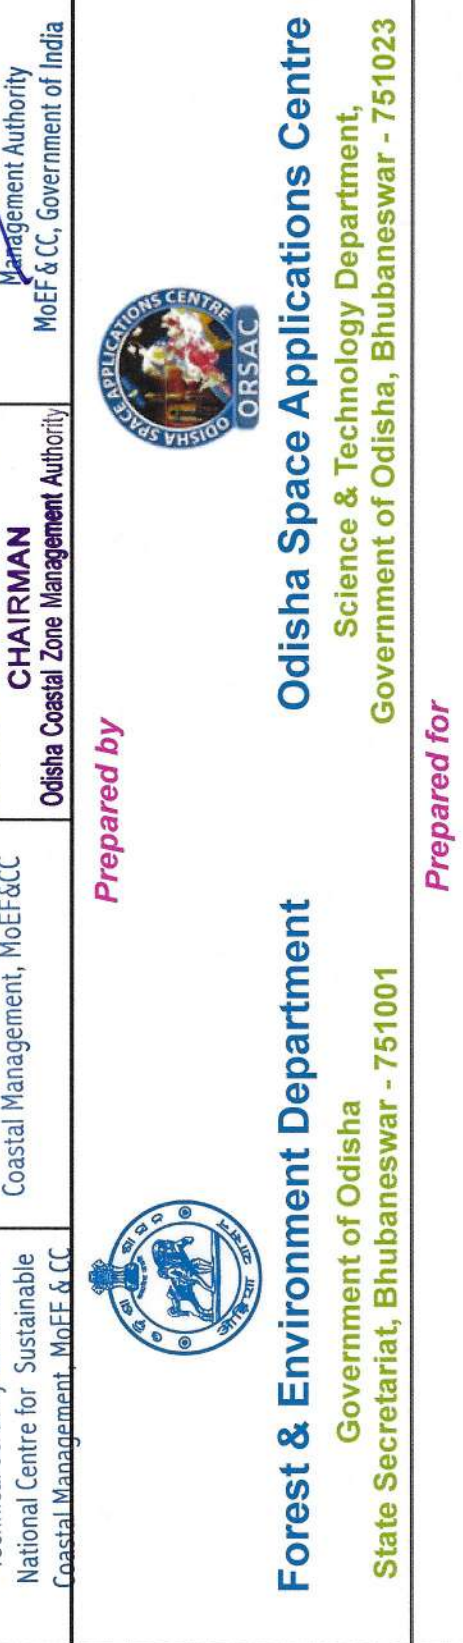 National Centre for Sustainable
Coastal Management, MoEF & CC
Coastal Management, MoEF&CC
CHAIRMAN
Odisha Coastal Zone Management Authority
Management Authority
MoEF & CC, Government of India
Prepared by
ODISHA SPACE APPLICATIONS CENTRE
ORSAC
Forest & Environment Department
Government of Odisha
State Secretariat, Bhubaneswar - 751001
Odisha Space Applications Centre
Science & Technology Department,
Government of Odisha, Bhubaneswar - 751023
Prepared for